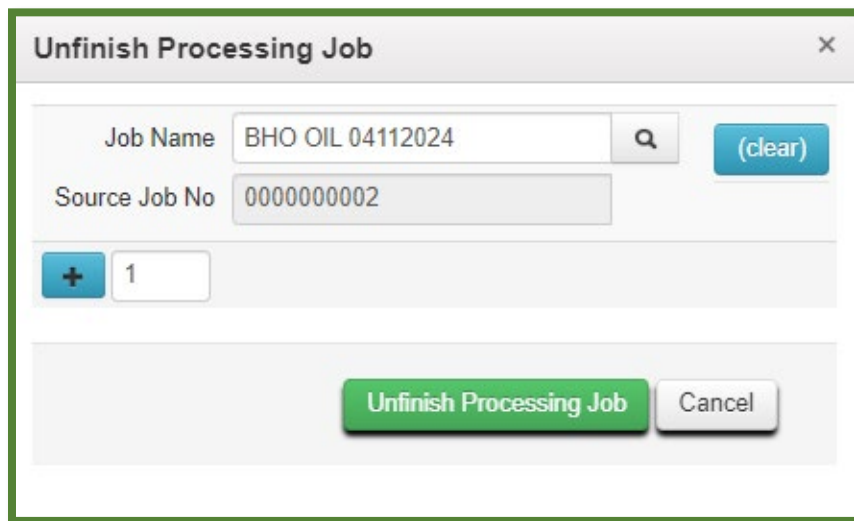 Unfinish Processing Job ×
Job Name BHO OIL 04112024 (clear)
Source Job No 0000000002
+ 1
Unfinish Processing Job Cancel